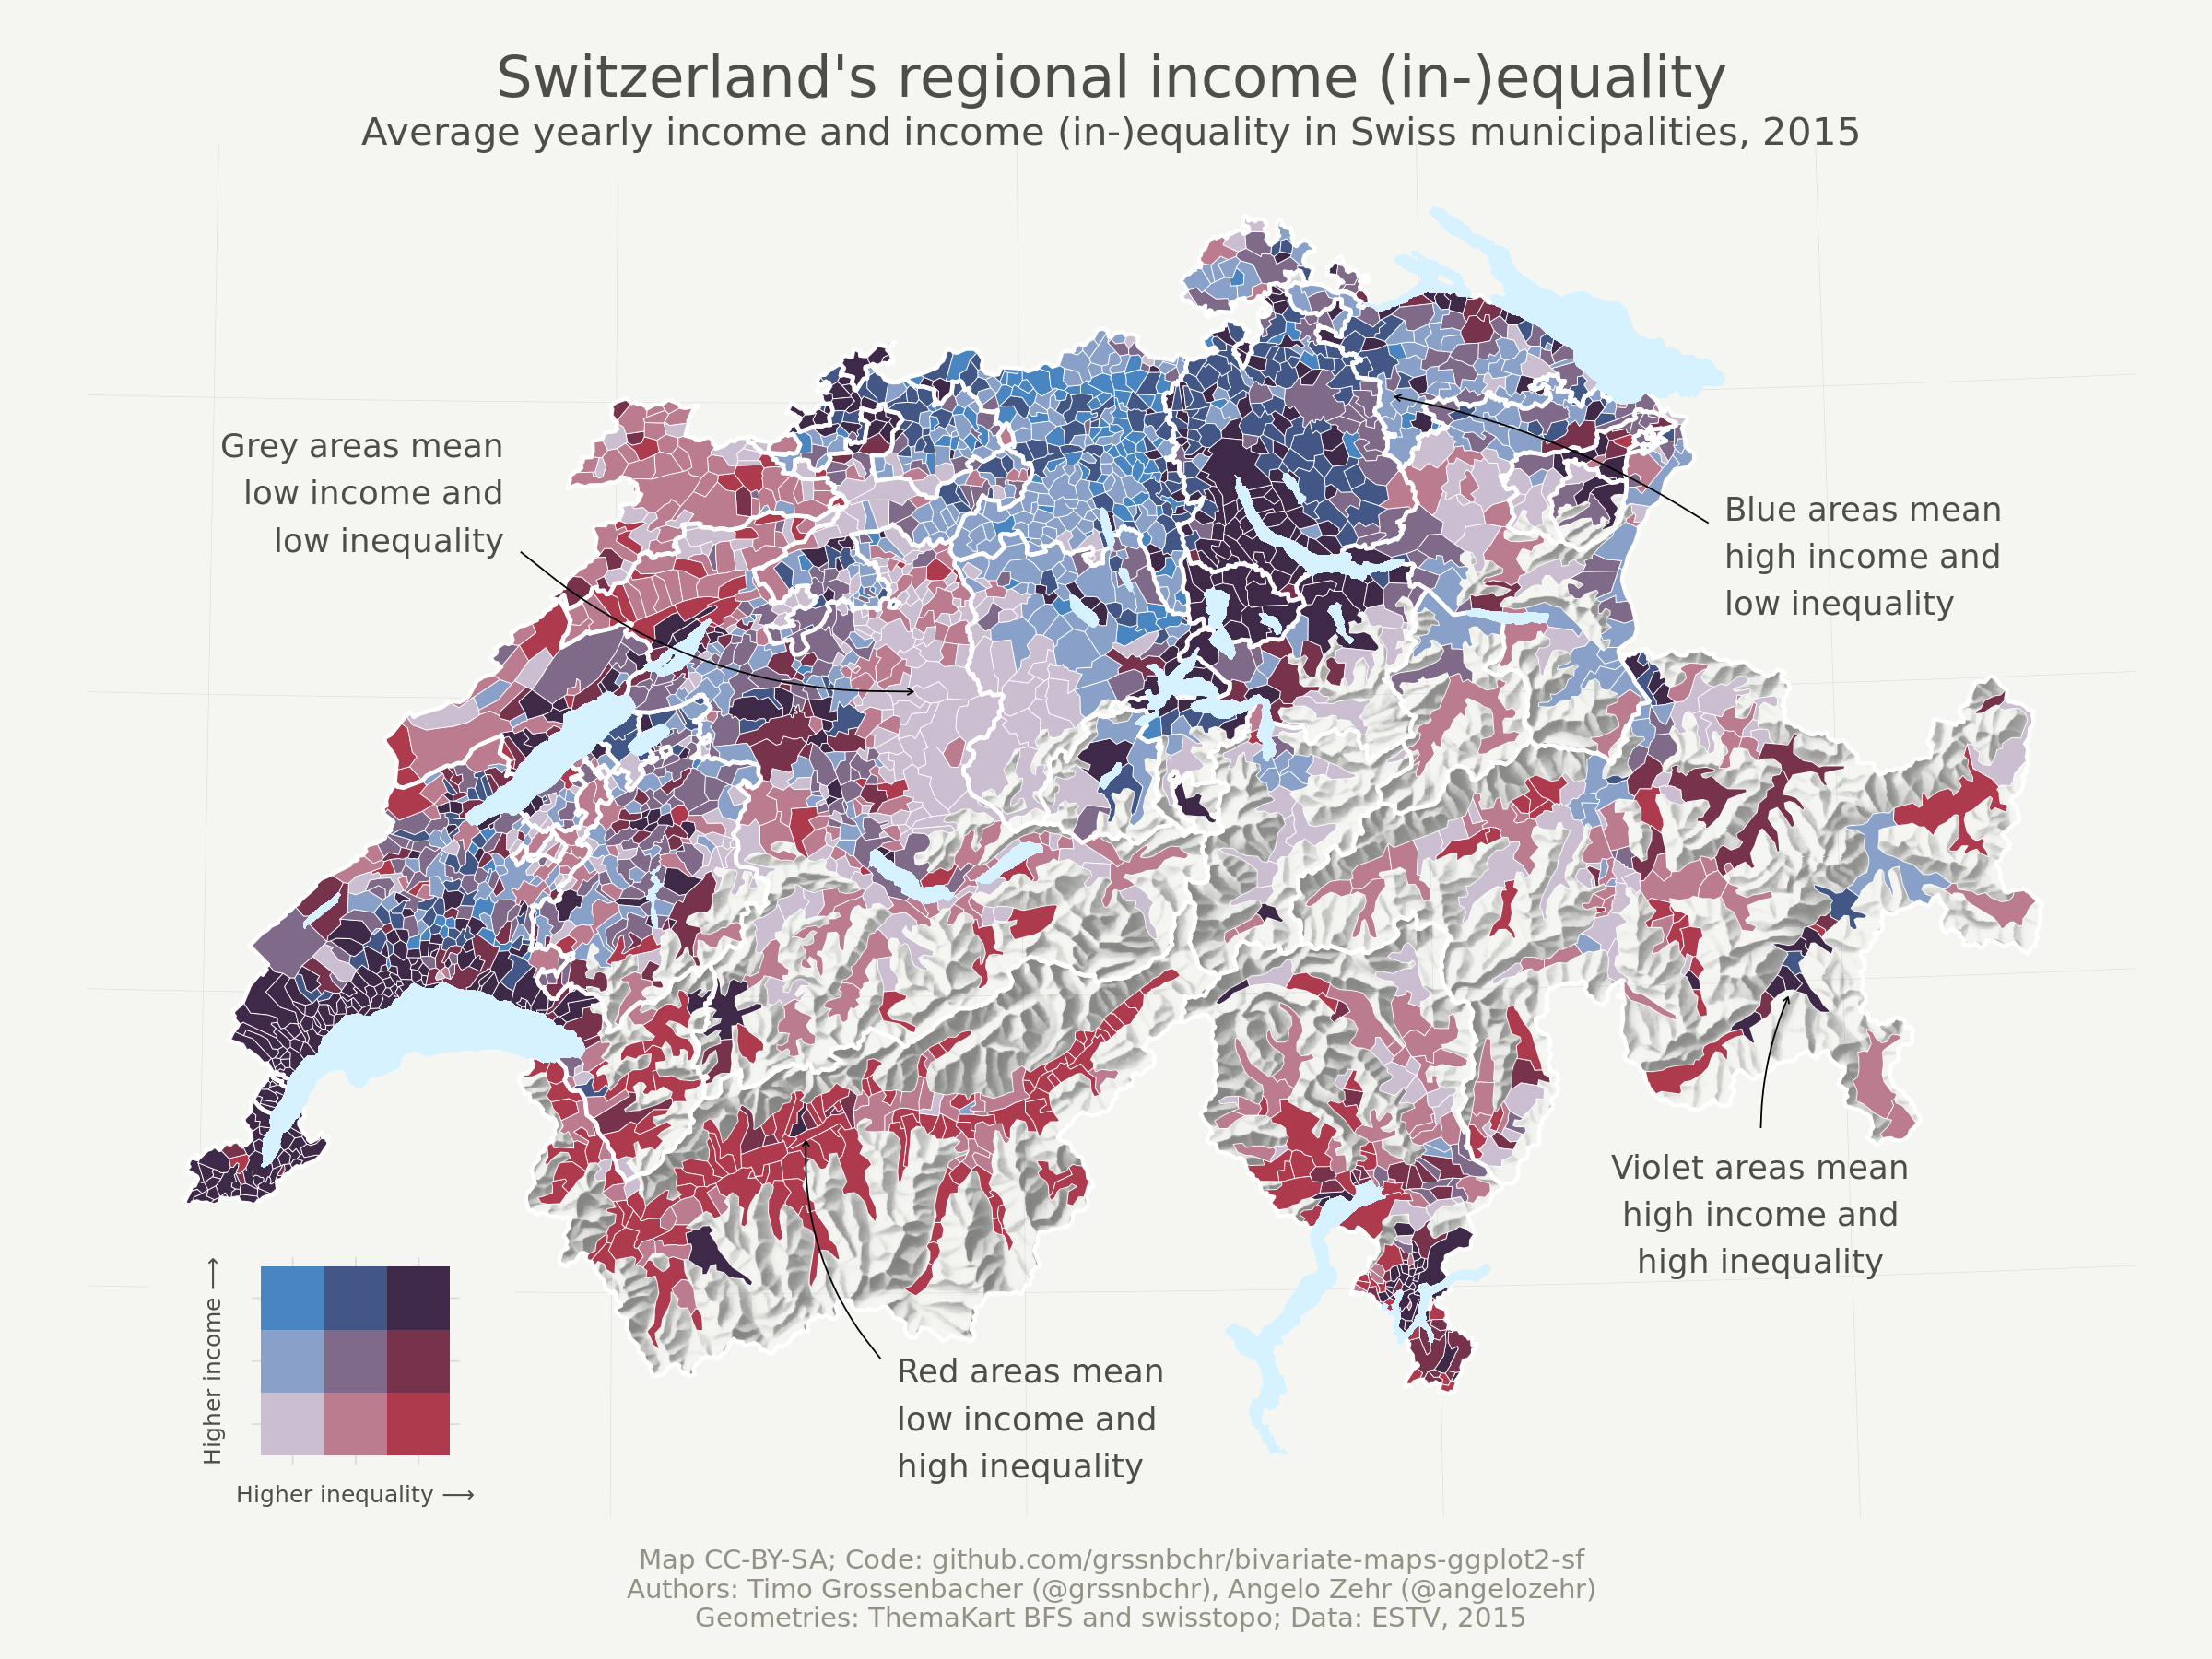 Switzerland's regional income (in-)equality
Average yearly income and income (in-)equality in Swiss municipalities, 2015
Grey areas mean
low income and
low inequality
Blue areas mean
high income and
low inequality
Violet areas mean
high income and
high inequality
Red areas mean
low income and
high inequality
Higher income ⟶
Higher inequality ⟶
Map CC-BY-SA; Code: github.com/grssnbchr/bivariate-maps-ggplot2-sf
Authors: Timo Grossenbacher (@grssnbchr), Angelo Zehr (@angelozehr)
Geometries: ThemaKart BFS and swisstopo; Data: ESTV, 2015